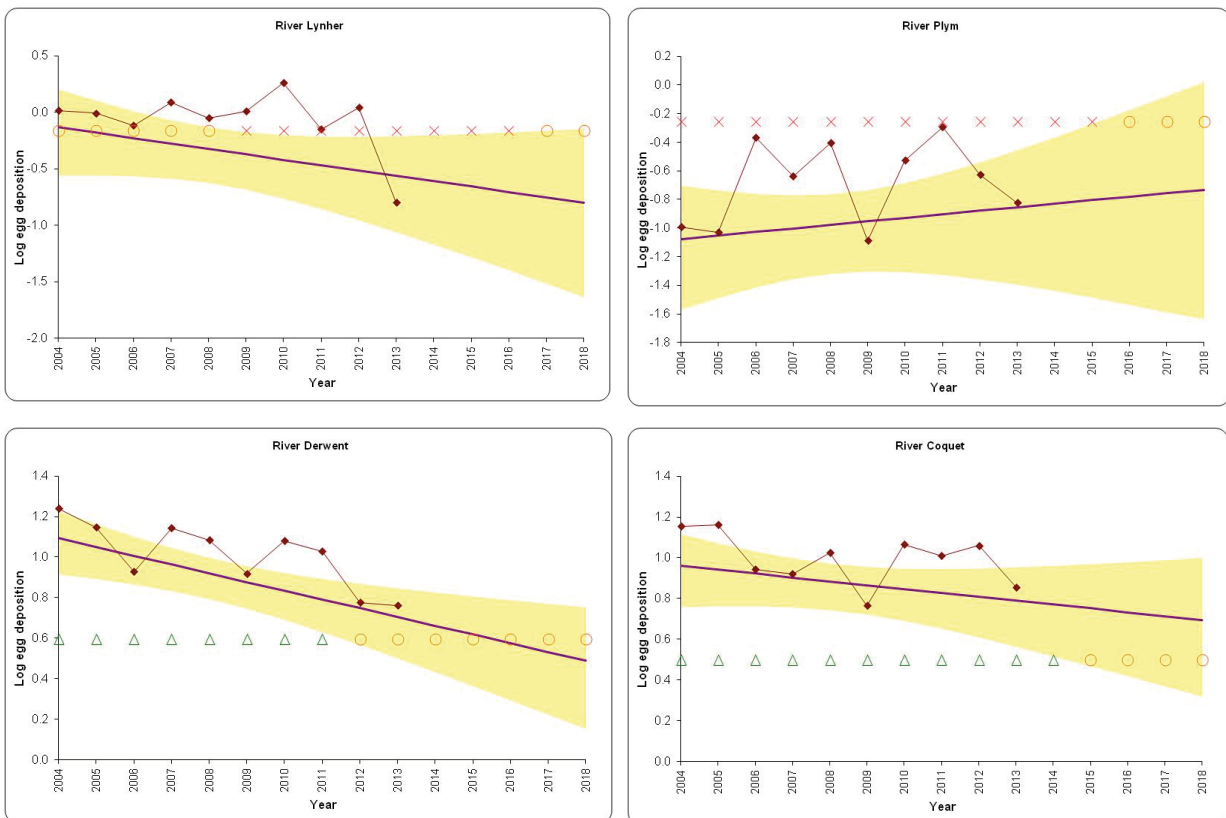 River Lynher
0.5
0.0
-0.5
-1.0
-1.5
-2.0
Log egg deposition
2004 2005 2006 2007 2008 2009 2010 2011 2012 2013 2014 2015 2016 2017 2018
Year
River Plym
0.2
0.0
-0.2
-0.4
-0.6
-0.8
-1.0
-1.2
-1.4
-1.6
-1.8
Log egg deposition
2004 2005 2006 2007 2008 2009 2010 2011 2012 2013 2014 2015 2016 2017 2018
Year
River Derwent
1.4
1.2
1.0
0.8
0.6
0.4
0.2
0.0
Log egg deposition
2004 2005 2006 2007 2008 2009 2010 2011 2012 2013 2014 2015 2016 2017 2018
Year
River Coquet
1.4
1.2
1.0
0.8
0.6
0.4
0.2
0.0
Log egg deposition
2004 2005 2006 2007 2008 2009 2010 2011 2012 2013 2014 2015 2016 2017 2018
Year